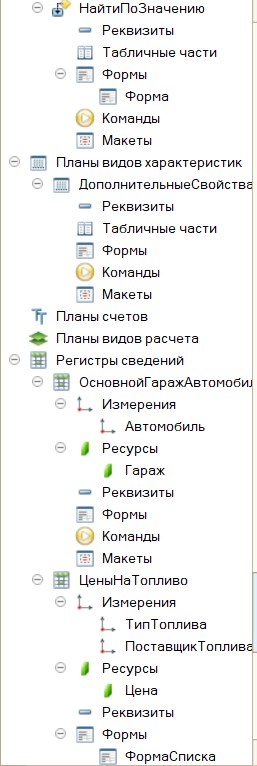 НайтиПоЗначению
Реквизиты
Табличные части
Формы
Форма
Команды
Макеты
Планы видов характеристик
ДополнительныеСвойства
Реквизиты
Табличные части
Формы
Команды
Макеты
Планы счетов
Планы видов расчета
Регистры сведений
ОсновнойГаражАвтомобил
Измерения
Автомобиль
Ресурсы
Гараж
Реквизиты
Формы
Команды
Макеты
ЦеныНаТопливо
Измерения
ТипТоплива
ПоставщикТоплива
Ресурсы
Цена
Реквизиты
Формы
ФормаСписка